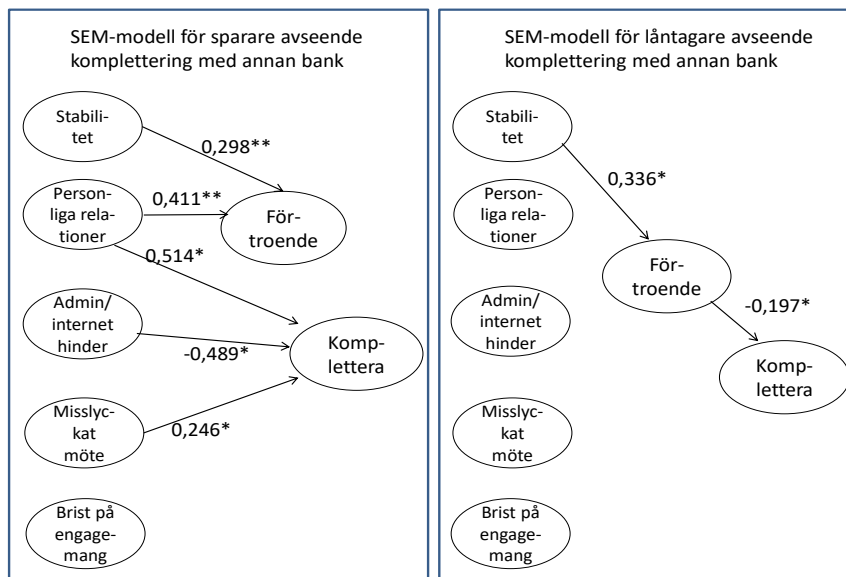 SEM-modell för sparare avseende
komplettering med annan bank
Stabili-
tet
0,298**
Person-
liga rela-
tioner
0,411**
För-
troende
0,514*
Admin/
internet
hinder
-0,489*
Komp-
lettera
Misslyc-
kat
möte
0,246*
Brist på
engage-
mang
SEM-modell för låntagare avseende
komplettering med annan bank
Stabili-
tet
0,336*
Person-
liga rela-
tioner
För-
troende
Admin/
internet
hinder
-0,197*
Komp-
lettera
Misslyc-
kat
möte
Brist på
engage-
mang